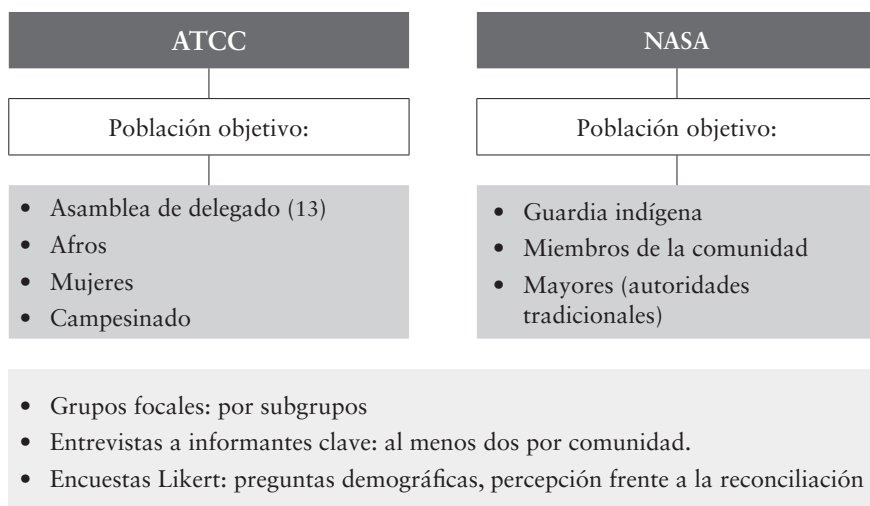 ATCC
Población objetivo:
• Asamblea de delegado (13)
• Afros
• Mujeres
• Campesinado
NASA
Población objetivo:
• Guardia indígena
• Miembros de la comunidad
• Mayores (autoridades
tradicionales)
• Grupos focales: por subgrupos
• Entrevistas a informantes clave: al menos dos por comunidad.
• Encuestas Likert: preguntas demográficas, percepción frente a la reconciliación